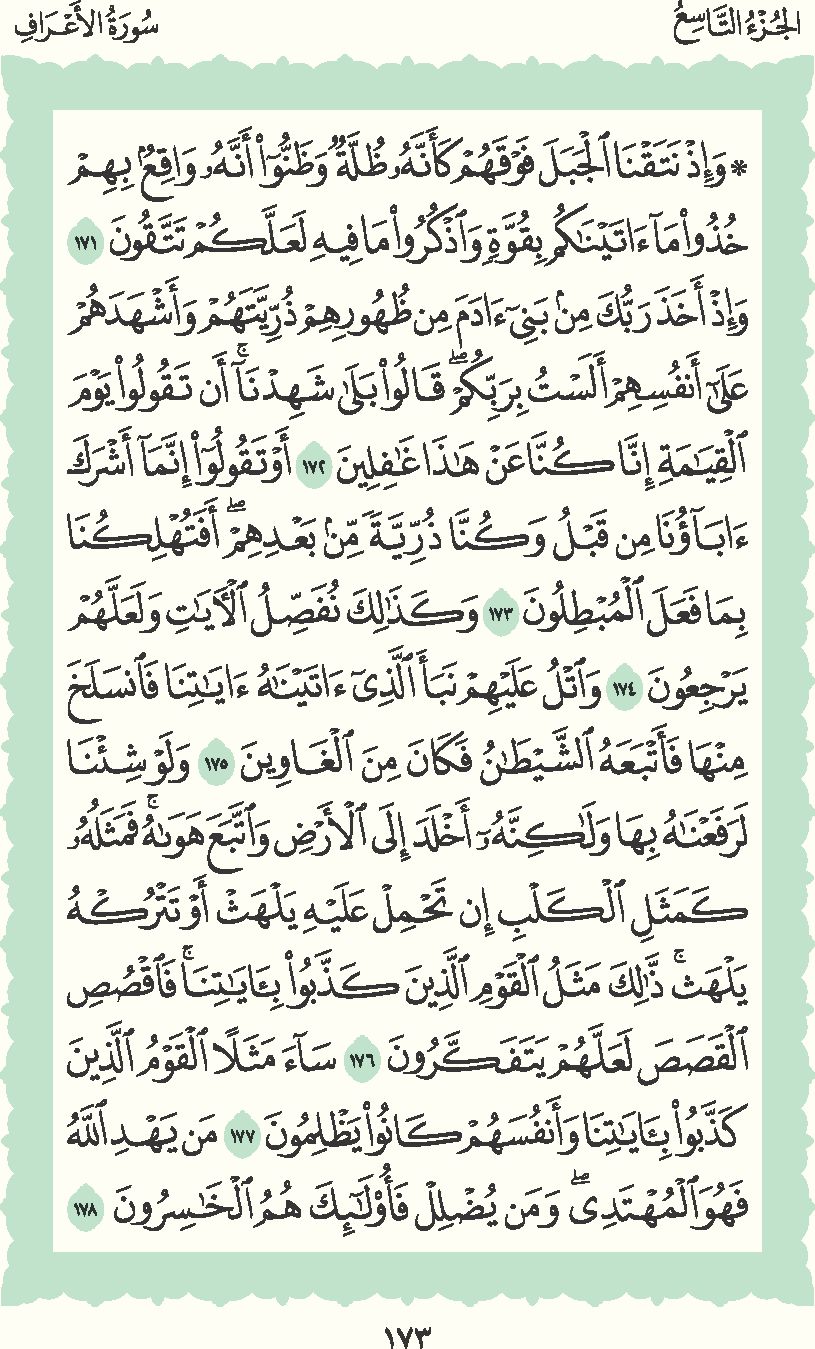 الجُزْءُ التَّاسِعُ
سُورَةُ الأَعْرَافِ
* وَإِذْ نَتَقْنَا ٱلْجَبَلَ فَوْقَهُمْ كَأَنَّهُۥ ظُلَّةٌ وَظَنُّوٓا۟ أَنَّهُۥ وَاقِعٌۢ بِهِمْ
خُذُوا۟ مَآ ءَاتَيْنَٰكُم بِقُوَّةٍ وَٱذْكُرُوا۟ مَا فِيهِ لَعَلَّكُمْ تَتَّقُونَ ١٧١
وَإِذْ أَخَذَ رَبُّكَ مِنۢ بَنِىٓ ءَادَمَ مِن ظُهُورِهِمْ ذُرِّيَّتَهُمْ وَأَشْهَدَهُمْ
عَلَىٰٓ أَنفُسِهِمْ أَلَسْتُ بِرَبِّكُمْ ۖ قَالُوا۟ بَلَىٰ شَهِدْنَآ ۚ أَن تَقُولُوا۟ يَوْمَ
ٱلْقِيَٰمَةِ إِنَّا كُنَّا عَنْ هَٰذَا غَٰفِلِينَ ١٧٢ أَوْ تَقُولُوٓا۟ إِنَّمَآ أَشْرَكَ
ءَابَآؤُنَا مِن قَبْلُ وَكُنَّا ذُرِّيَّةً مِّنۢ بَعْدِهِمْ ۖ أَفَتُهْلِكُنَا
بِمَا فَعَلَ ٱلْمُبْطِلُونَ ١٧٣ وَكَذَٰلِكَ نُفَصِّلُ ٱلْءَايَٰتِ وَلَعَلَّهُمْ
يَرْجِعُونَ ١٧٤ وَٱتْلُ عَلَيْهِمْ نَبَأَ ٱلَّذِىٓ ءَاتَيْنَٰهُ ءَايَٰتِنَا فَٱنسَلَخَ
مِنْهَا فَأَتْبَعَهُ ٱلشَّيْطَٰنُ فَكَانَ مِنَ ٱلْغَاوِينَ ١٧٥ وَلَوْ شِئْنَا
لَرَفَعْنَٰهُ بِهَا وَلَٰكِنَّهُۥٓ أَخْلَدَ إِلَى ٱلْأَرْضِ وَٱتَّبَعَ هَوَىٰهُ ۚ فَمَثَلُهُۥ
كَمَثَلِ ٱلْكَلْبِ إِن تَحْمِلْ عَلَيْهِ يَلْهَثْ أَوْ تَتْرُكْهُ
يَلْهَث ۚ ذَّٰلِكَ مَثَلُ ٱلْقَوْمِ ٱلَّذِينَ كَذَّبُوا۟ بِـَٔايَٰتِنَا ۚ فَٱقْصُصِ
ٱلْقَصَصَ لَعَلَّهُمْ يَتَفَكَّرُونَ ١٧٦ سَآءَ مَثَلًا ٱلْقَوْمُ ٱلَّذِينَ
كَذَّبُوا۟ بِـَٔايَٰتِنَا وَأَنفُسَهُمْ كَانُوا۟ يَظْلِمُونَ ١٧٧ مَن يَهْدِ ٱللَّهُ
فَهُوَ ٱلْمُهْتَدِى ۖ وَمَن يُضْلِلْ فَأُو۟لَٰٓئِكَ هُمُ ٱلْخَٰسِرُونَ ١٧٨
١٧٣